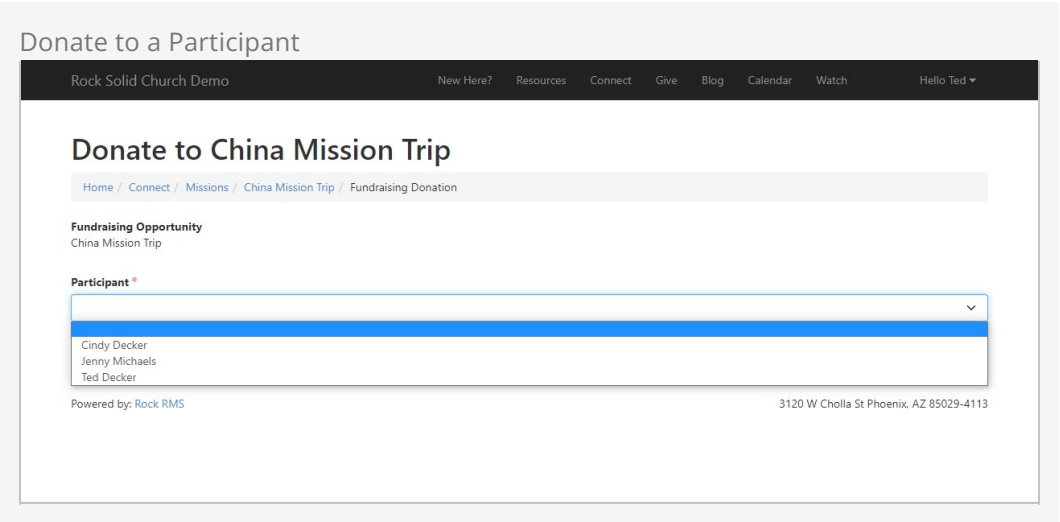 Donate to a Participant
Rock Solid Church Demo New Here? Resources Connect Give Blog Calendar Watch Hello Ted
Donate to China Mission Trip
Home / Connect / Missions / China Mission Trip / Fundraising Donation
Fundraising Opportunity
China Mission Trip
Participant *
Cindy Decker
Jenny Michaels
Ted Decker
Powered by: Rock RMS 3120 W Cholla St Phoenix, AZ 85029-4113